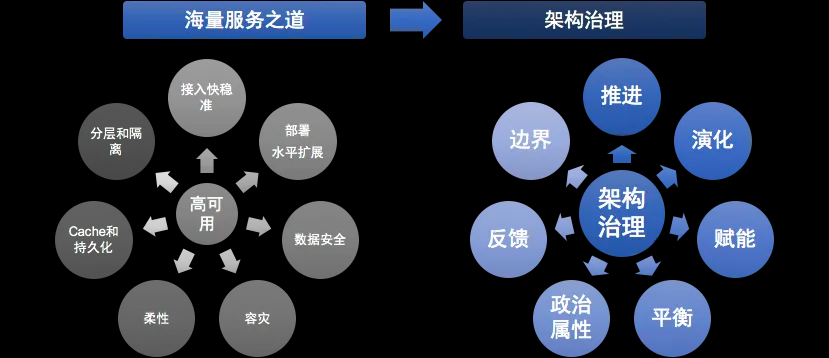 海量服务之道
架构治理
接入快稳
准
部署
水平扩展
数据安全
容灾
柔性
Cache和
持久化
分层和隔
离
高可
用
推进
演化
赋能
平衡
政治
属性
反馈
边界
架构
治理